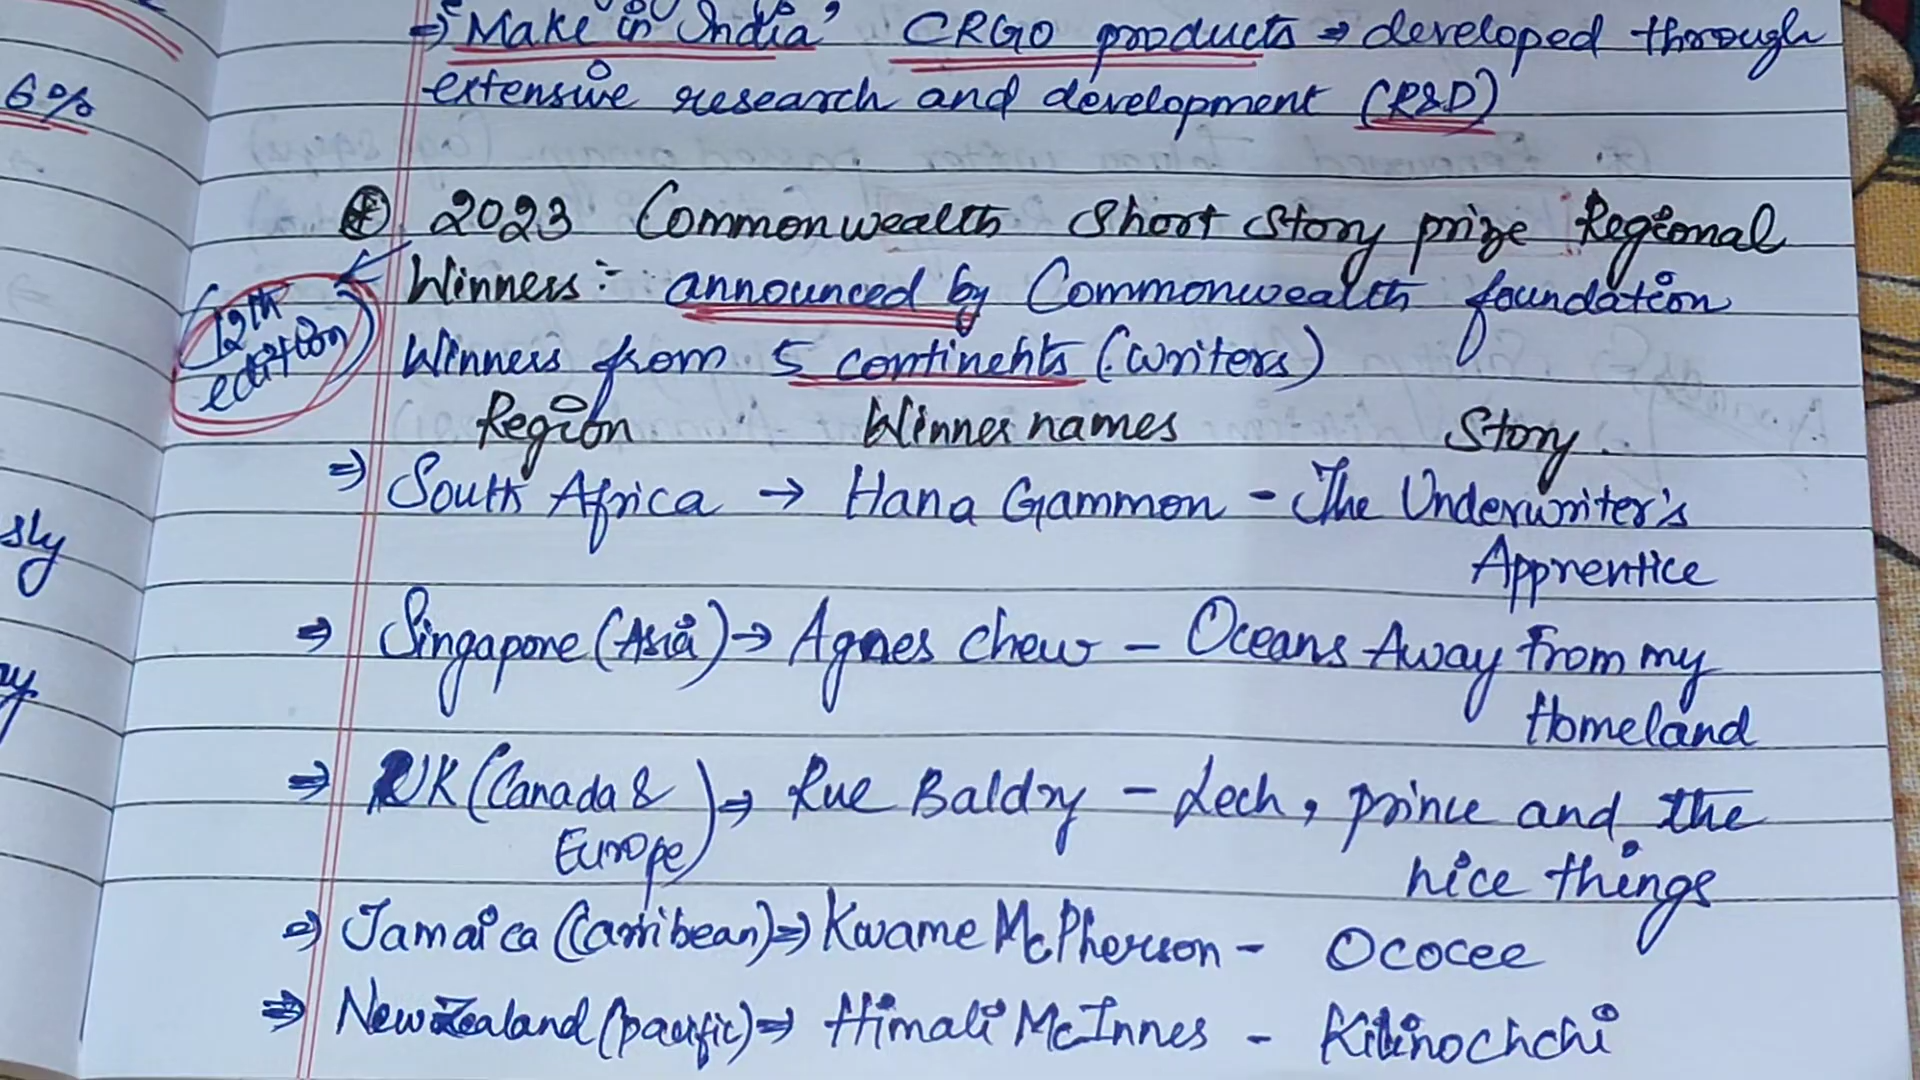 6%
⇒ 'Make in India' CRGO products → developed through
extensive research and development (R&D)
2023 Commonwealth Short Story prize Regional
Winners :- announced by Commonwealth foundation
12th
edition
Winners from 5 continents (writers)
Region Winner names Story
⇒ South Africa → Hana Gammon - The Underwriter's
Apprentice
⇒ Singapore (Asia) → Agnes Chew - Oceans Away From my
Homeland
⇒ UK (Canada & Europe) ⇒ Rue Baldry - Lech, prince and the
nice things
⇒ Jamaica (Carribean) ⇒ Kwame McPherson - Ococee
⇒ New Zealand (pacific) ⇒ Himali McInnes - Kilinochchi
sly